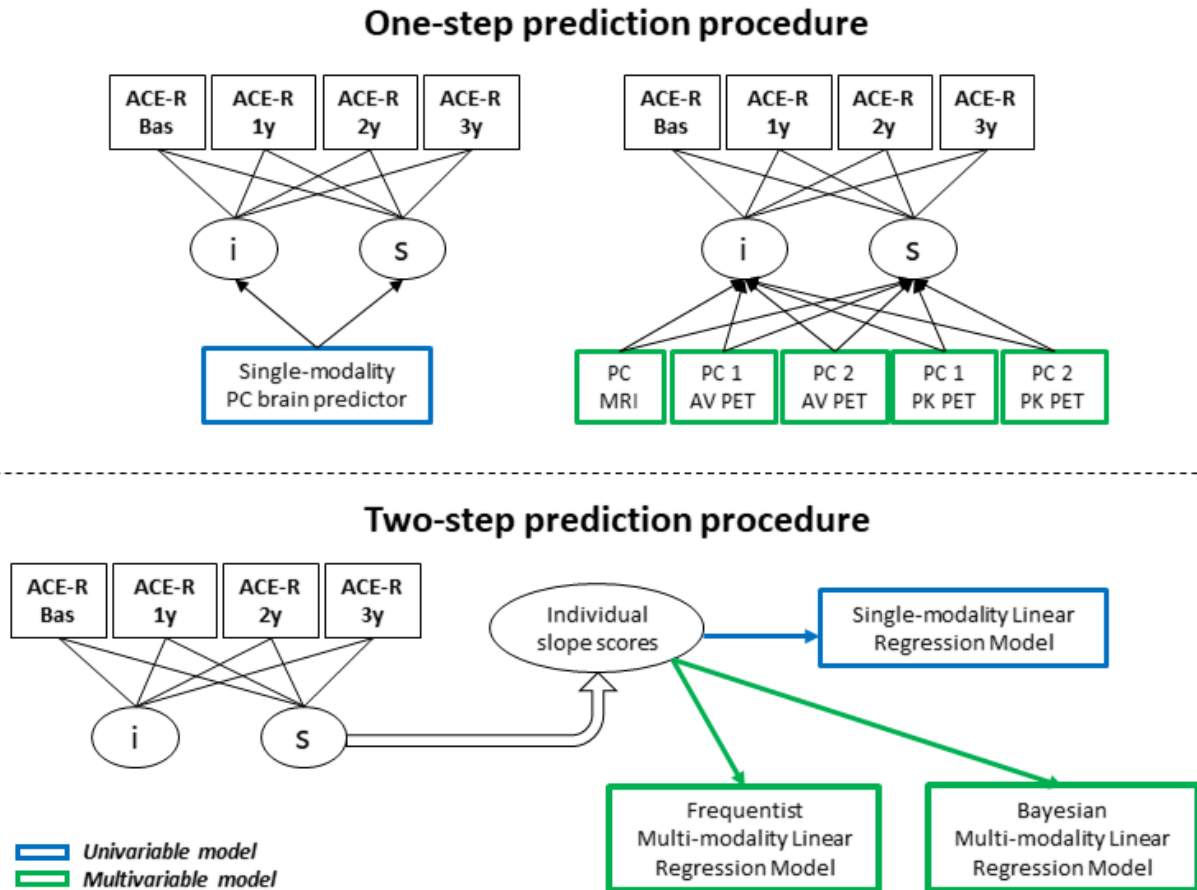 One-step prediction procedure
ACE-R
Bas
ACE-R
1y
ACE-R
2y
ACE-R
3y
i
s
Single-modality
PC brain predictor
ACE-R
Bas
ACE-R
1y
ACE-R
2y
ACE-R
3y
i
s
PC
MRI
PC 1
AV PET
PC 2
AV PET
PC 1
PK PET
PC 2
PK PET
Two-step prediction procedure
ACE-R
Bas
ACE-R
1y
ACE-R
2y
ACE-R
3y
i
s
Individual
slope scores
Single-modality Linear
Regression Model
Frequentist
Multi-modality Linear
Regression Model
Bayesian
Multi-modality Linear
Regression Model
Univariable model
Multivariable model